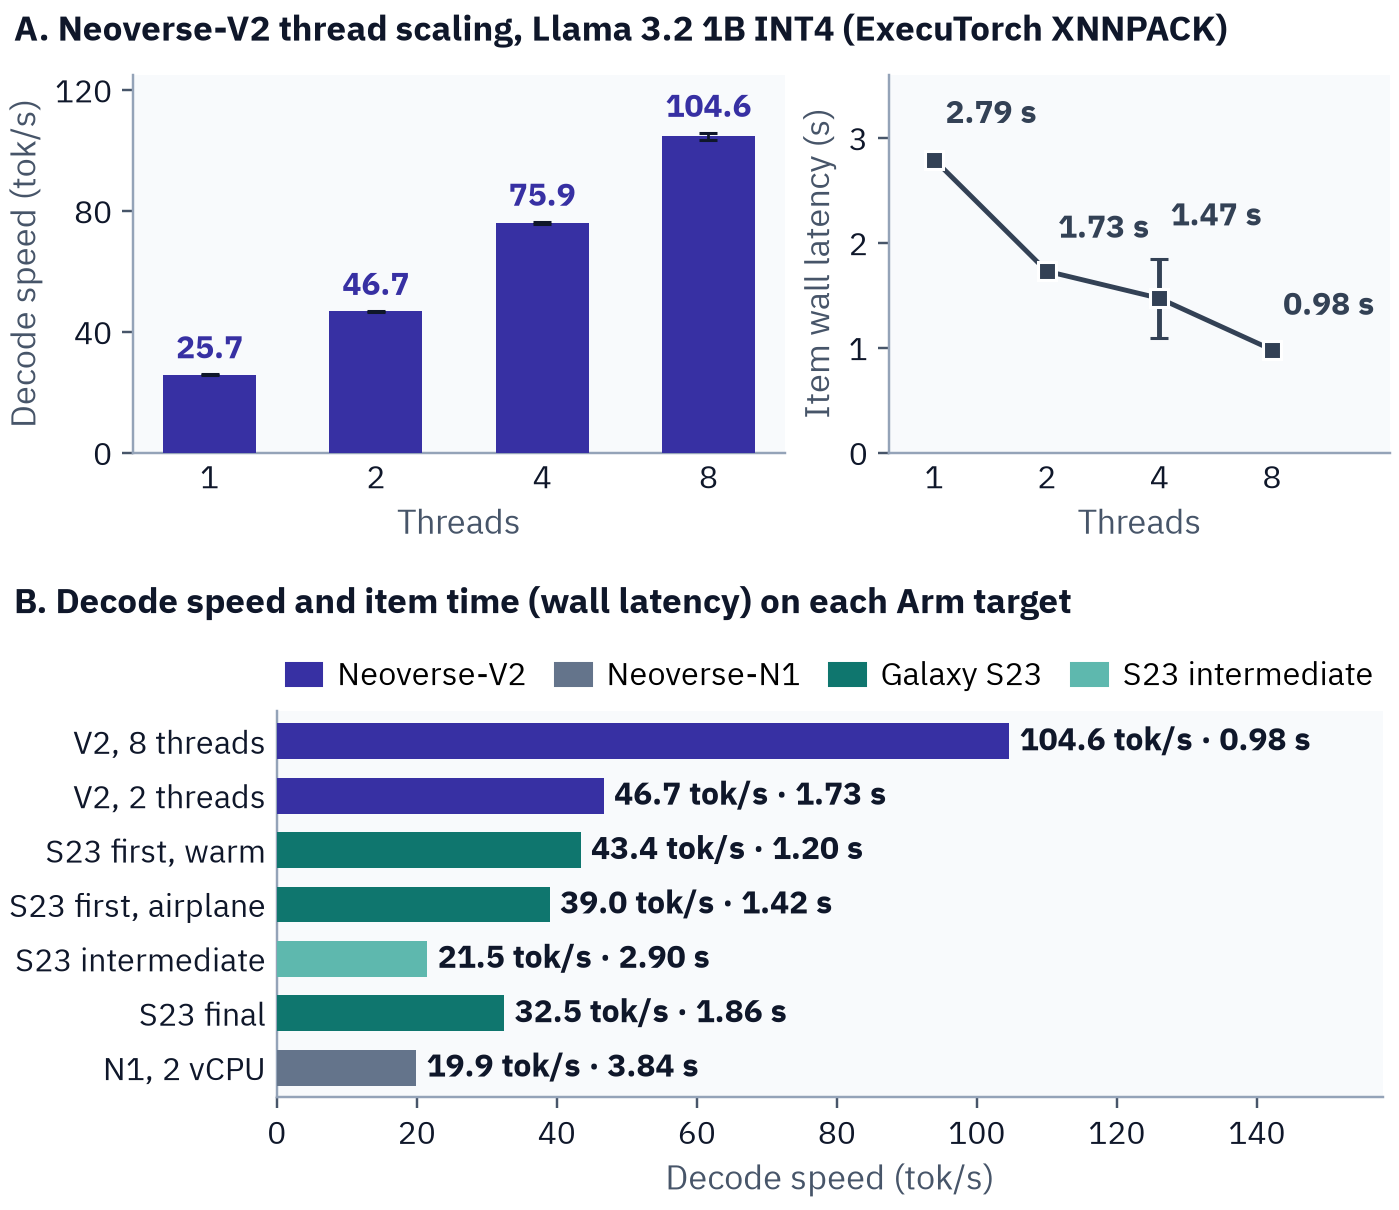 A. Neoverse-V2 thread scaling, Llama 3.2 1B INT4 (ExecuTorch XNNPACK)
Decode speed (tok/s)
120
80
40
0
25.7
46.7
75.9
104.6
1
2
4
8
Threads
Item wall latency (s)
3
2
1
0
2.79 s
1.73 s
1.47 s
0.98 s
1
2
4
8
Threads
B. Decode speed and item time (wall latency) on each Arm target
Neoverse-V2
Neoverse-N1
Galaxy S23
S23 intermediate
V2, 8 threads
104.6 tok/s · 0.98 s
V2, 2 threads
46.7 tok/s · 1.73 s
S23 first, warm
43.4 tok/s · 1.20 s
S23 first, airplane
39.0 tok/s · 1.42 s
S23 intermediate
21.5 tok/s · 2.90 s
S23 final
32.5 tok/s · 1.86 s
N1, 2 vCPU
19.9 tok/s · 3.84 s
0
20
40
60
80
100
120
140
Decode speed (tok/s)